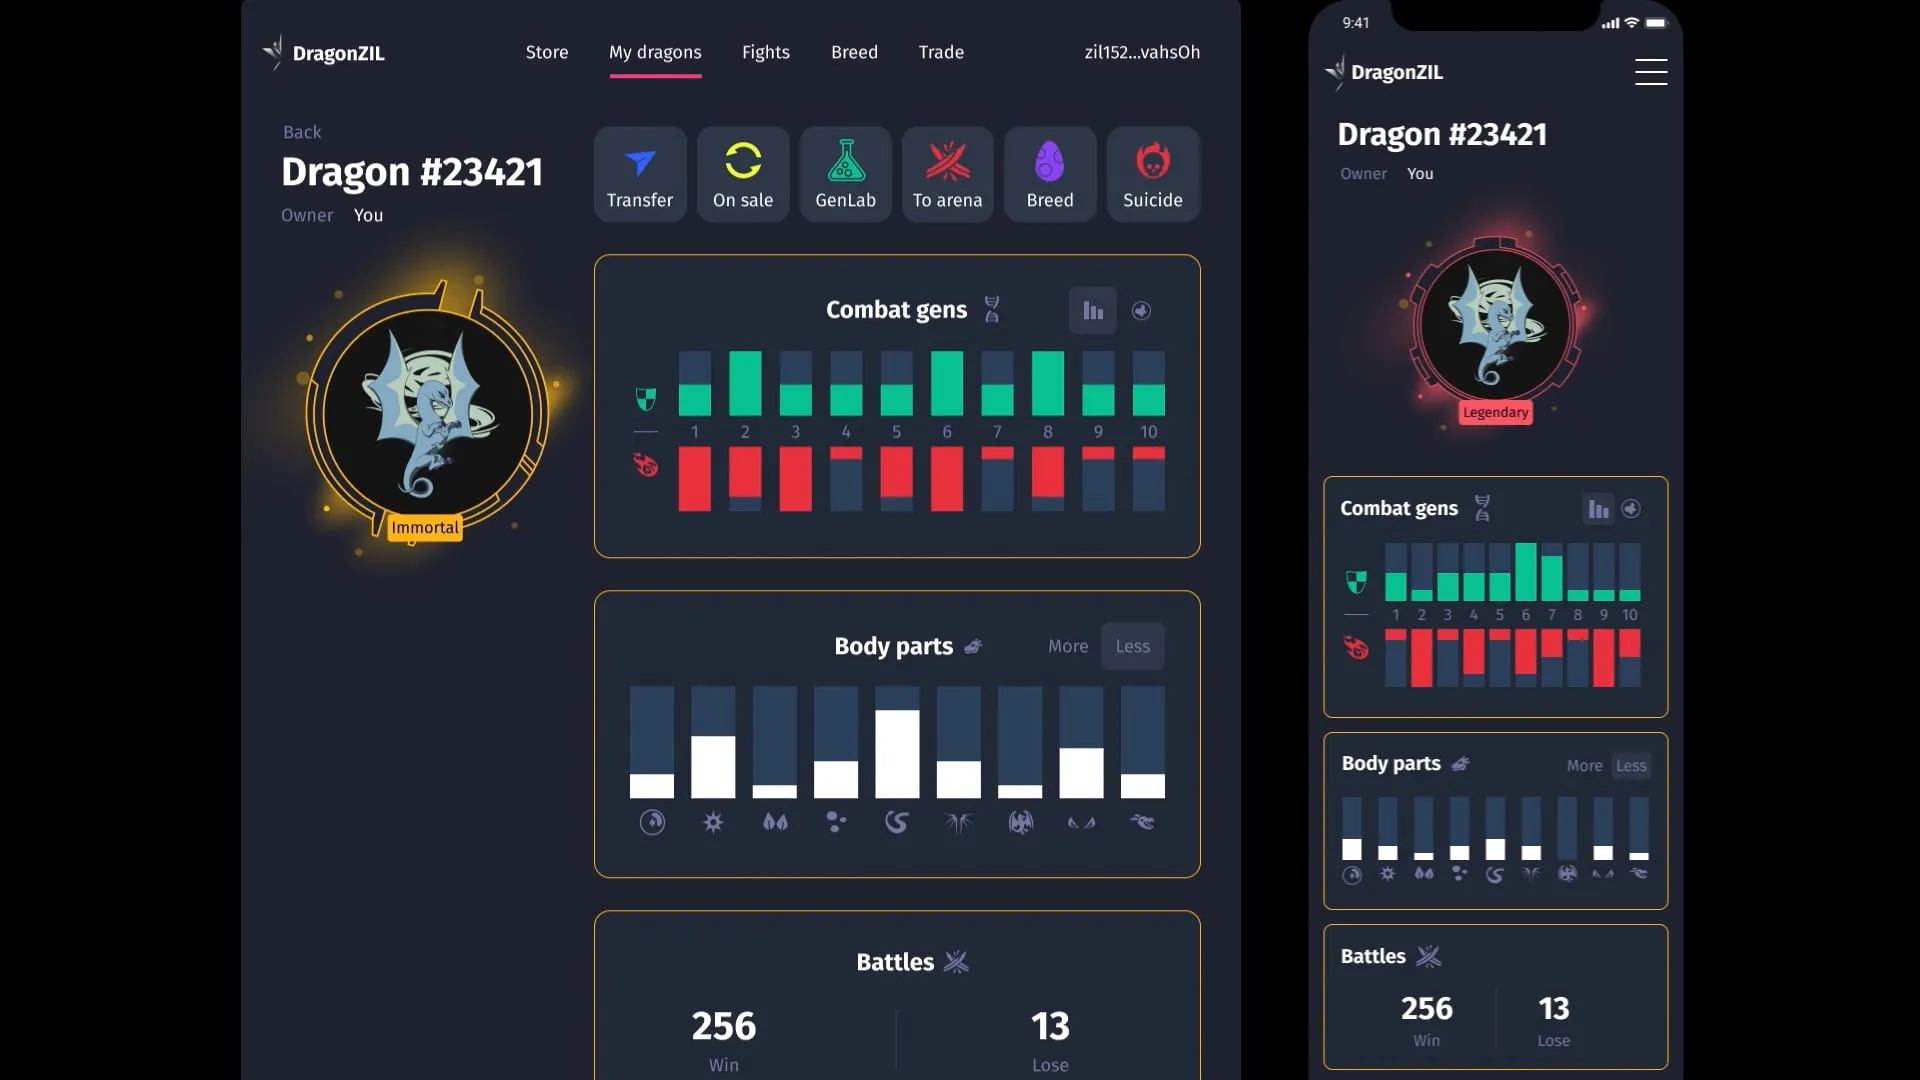 DragonZIL
Store
My dragons
Fights
Breed
Trade
zil152...vahsOh
Back
Dragon #23421
Owner You
Transfer
On sale
GenLab
To arena
Breed
Suicide
Immortal
Combat gens
1 2 3 4 5 6 7 8 9 10
Body parts
More
Less
Battles
256
Win
13
Lose
9:41
DragonZIL
Dragon #23421
Owner You
Legendary
Combat gens
1 2 3 4 5 6 7 8 9 10
Body parts
More
Less
Battles
256
Win
13
Lose